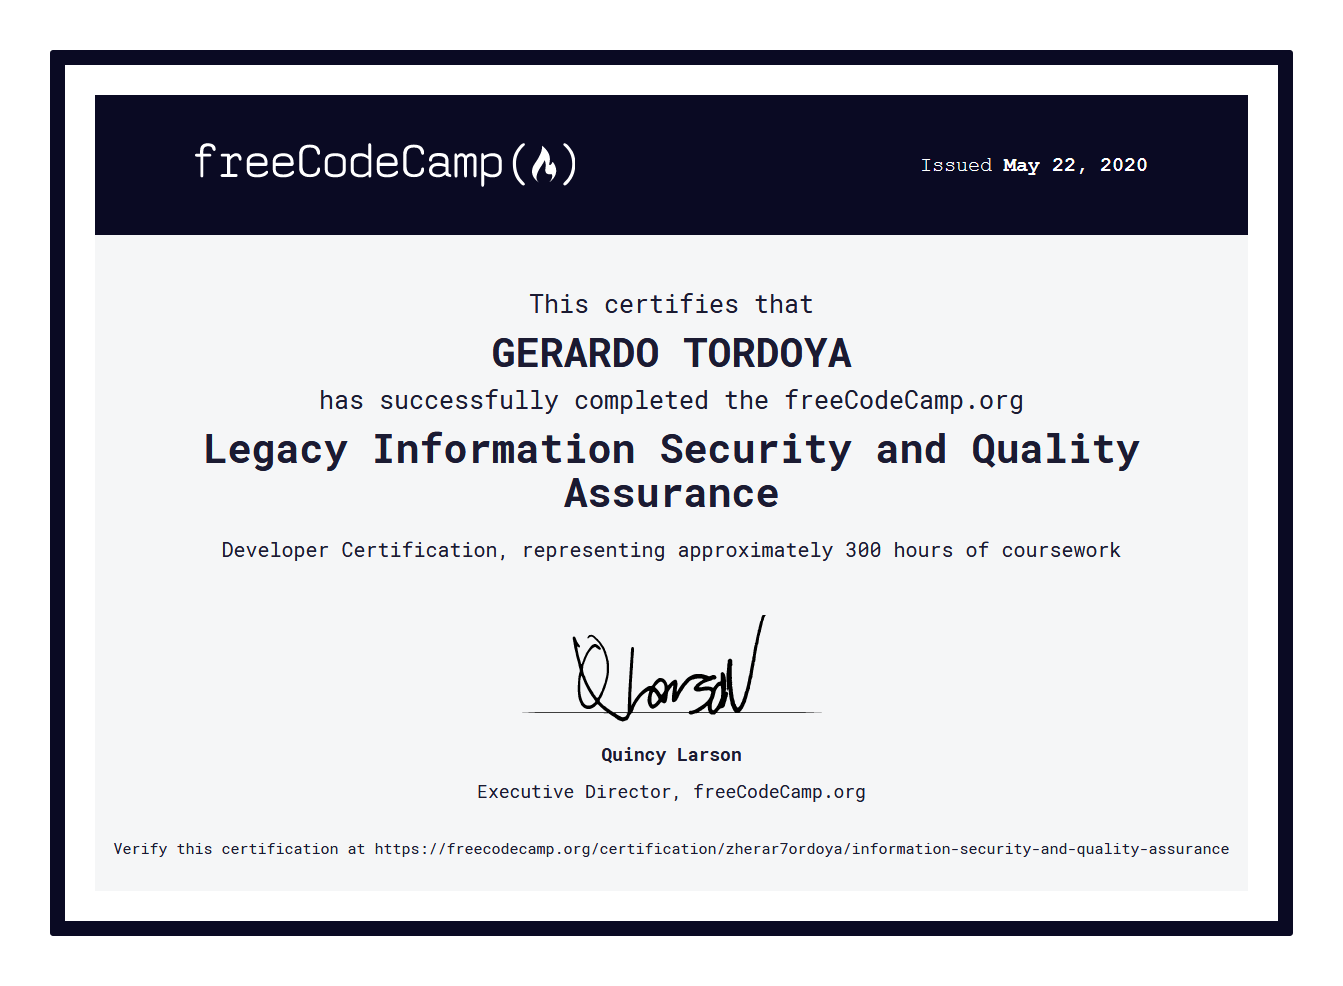 freeCodeCamp(🔥)
Issued May 22, 2020
This certifies that
GERARDO TORDOYA
has successfully completed the freeCodeCamp.org
Legacy Information Security and Quality
Assurance
Developer Certification, representing approximately 300 hours of coursework
Q Larson
Quincy Larson
Executive Director, freeCodeCamp.org
Verify this certification at https://freecodecamp.org/certification/zherar7ordoya/information-security-and-quality-assurance